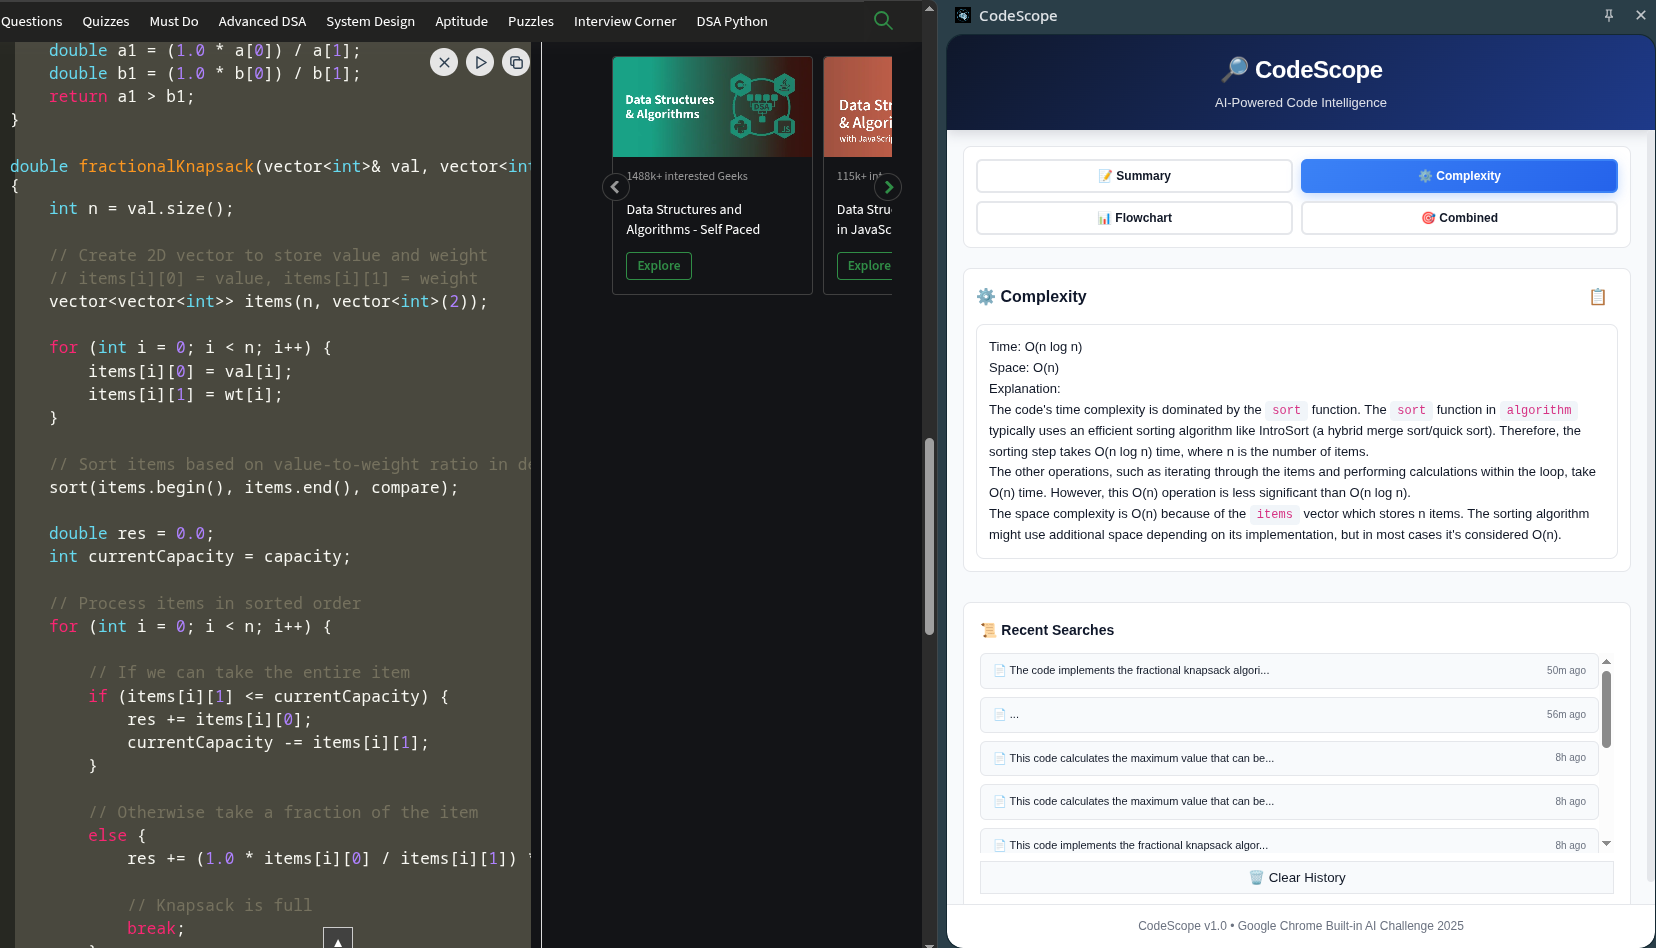 Questions Quizzes Must Do Advanced DSA System Design Aptitude Puzzles Interview Corner DSA Python
double a1 = (1.0 * a[0]) / a[1];
double b1 = (1.0 * b[0]) / b[1];
return a1 > b1;
}
double fractionalKnapsack(vector<int>& val, vector<int
{
int n = val.size();
// Create 2D vector to store value and weight
// items[i][0] = value, items[i][1] = weight
vector<vector<int>> items(n, vector<int>(2));
for (int i = 0; i < n; i++) {
items[i][0] = val[i];
items[i][1] = wt[i];
}
// Sort items based on value-to-weight ratio in de
sort(items.begin(), items.end(), compare);
double res = 0.0;
int currentCapacity = capacity;
// Process items in sorted order
for (int i = 0; i < n; i++) {
// If we can take the entire item
if (items[i][1] <= currentCapacity) {
res += items[i][0];
currentCapacity -= items[i][1];
}
// Otherwise take a fraction of the item
else {
res += (1.0 * items[i][0] / items[i][1]) *
// Knapsack is full
break;
Data Structures
& Algorithms
DSA
JS
1488k+ interested Geeks
Data Structures and
Algorithms - Self Paced
Explore
Data Str
& Algori
with JavaScrip
115k+ int
Data Stru
in JavaSc
Explore
CodeScope
🔎 CodeScope
AI-Powered Code Intelligence
📝 Summary
⚙️ Complexity
📊 Flowchart
🎯 Combined
⚙️ Complexity
Time: O(n log n)
Space: O(n)
Explanation:
The code's time complexity is dominated by the sort function. The sort function in algorithm
typically uses an efficient sorting algorithm like IntroSort (a hybrid merge sort/quick sort). Therefore, the
sorting step takes O(n log n) time, where n is the number of items.
The other operations, such as iterating through the items and performing calculations within the loop, take
O(n) time. However, this O(n) operation is less significant than O(n log n).
The space complexity is O(n) because of the items vector which stores n items. The sorting algorithm
might use additional space depending on its implementation, but in most cases it's considered O(n).
📜 Recent Searches
📄 The code implements the fractional knapsack algori... 50m ago
📄 ... 56m ago
📄 This code calculates the maximum value that can be... 8h ago
📄 This code calculates the maximum value that can be... 8h ago
📄 This code implements the fractional knapsack algor... 8h ago
🗑️ Clear History
CodeScope v1.0 • Google Chrome Built-in AI Challenge 2025